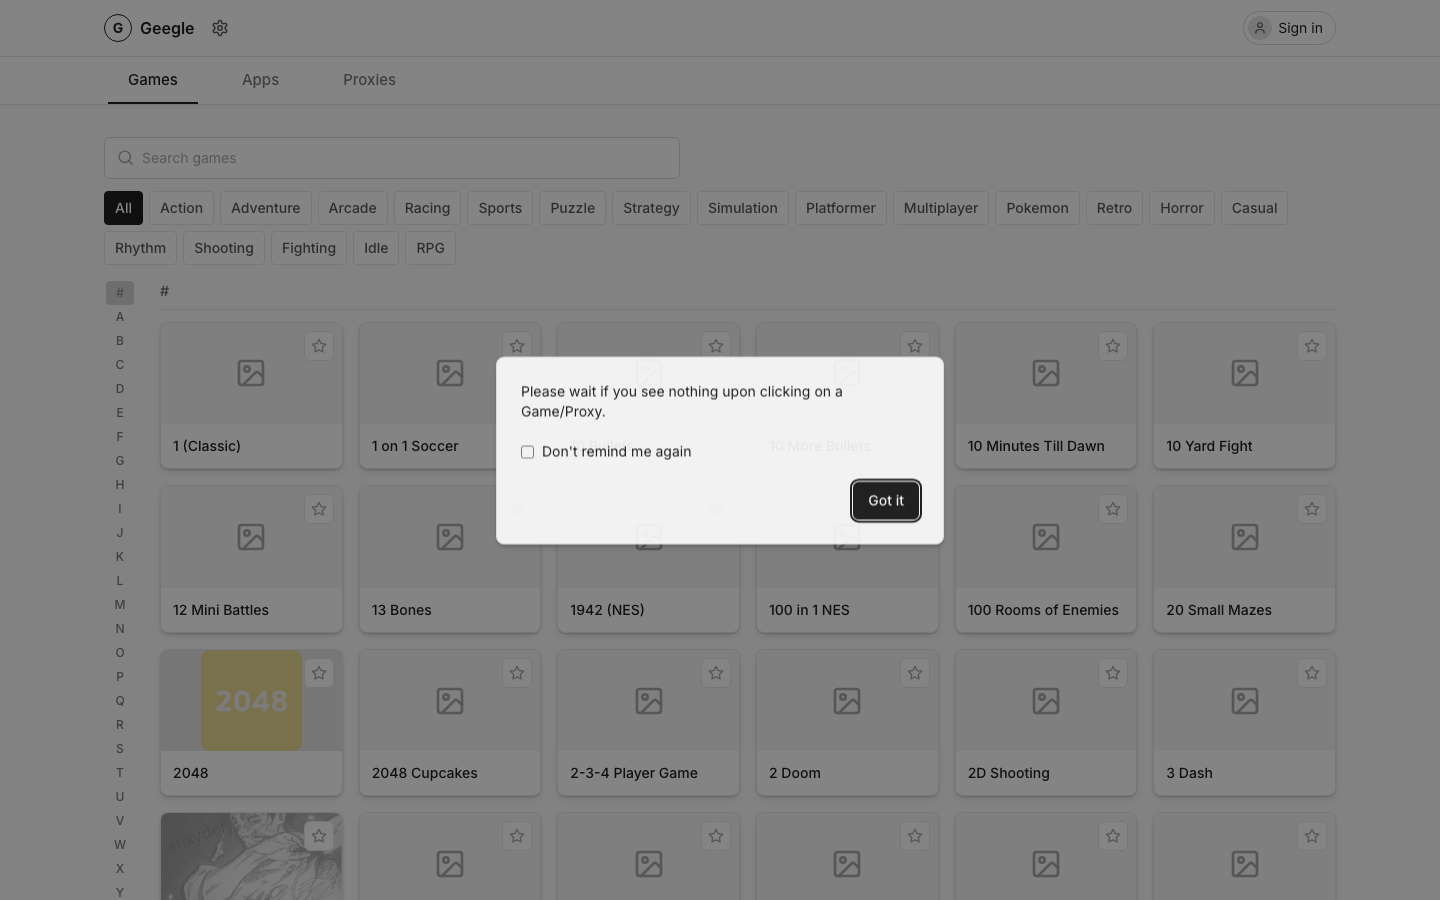 G Geegle
Sign in
Games Apps Proxies
Search games
All Action Adventure Arcade Racing Sports Puzzle Strategy Simulation Platformer Multiplayer Pokemon Retro Horror Casual
Rhythm Shooting Fighting Idle RPG
#
A
B
C
D
E
F
G
H
I
J
K
L
M
N
O
P
Q
R
S
T
U
V
W
X
Y
#
1 (Classic)
1 on 1 Soccer
10 Bullets
10 More Bullets
10 Minutes Till Dawn
10 Yard Fight
Please wait if you see nothing upon clicking on a
Game/Proxy.
Don't remind me again
Got it
12 Mini Battles
13 Bones
1942 (NES)
100 in 1 NES
100 Rooms of Enemies
20 Small Mazes
2048
2048
2048 Cupcakes
2-3-4 Player Game
2 Doom
2D Shooting
3 Dash